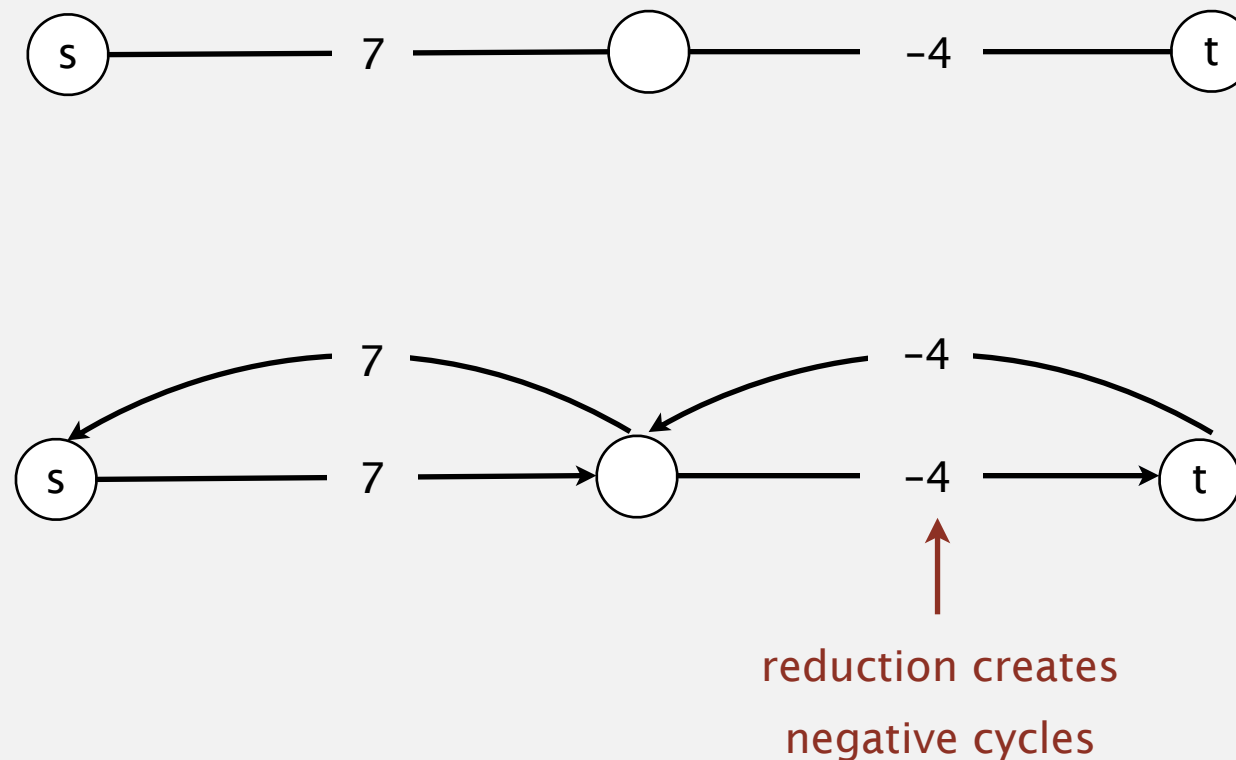 s 7 –4 t
7 –4
s 7 –4 t
reduction creates
negative cycles